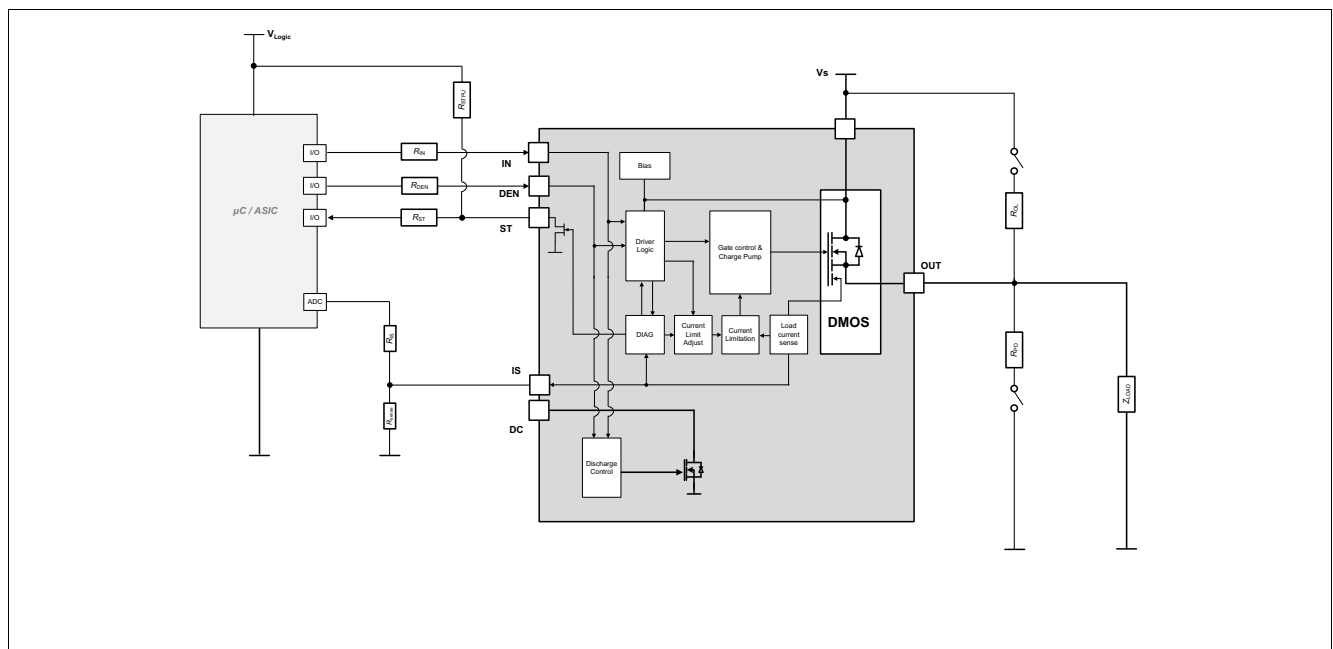 VLogic
Vs
RSTPU
I/O
RIN
IN
Bias
I/O
RDEN
DEN
ROL
µC / ASIC
I/O
RST
ST
Driver
Logic
Gate control &
Charge Pump
OUT
ADC
DMOS
DIAG
Current
Limit
Adjust
Current
Limitation
Load
current
sense
RIS
RPD
IS
ZLOAD
DC
Discharge
Control